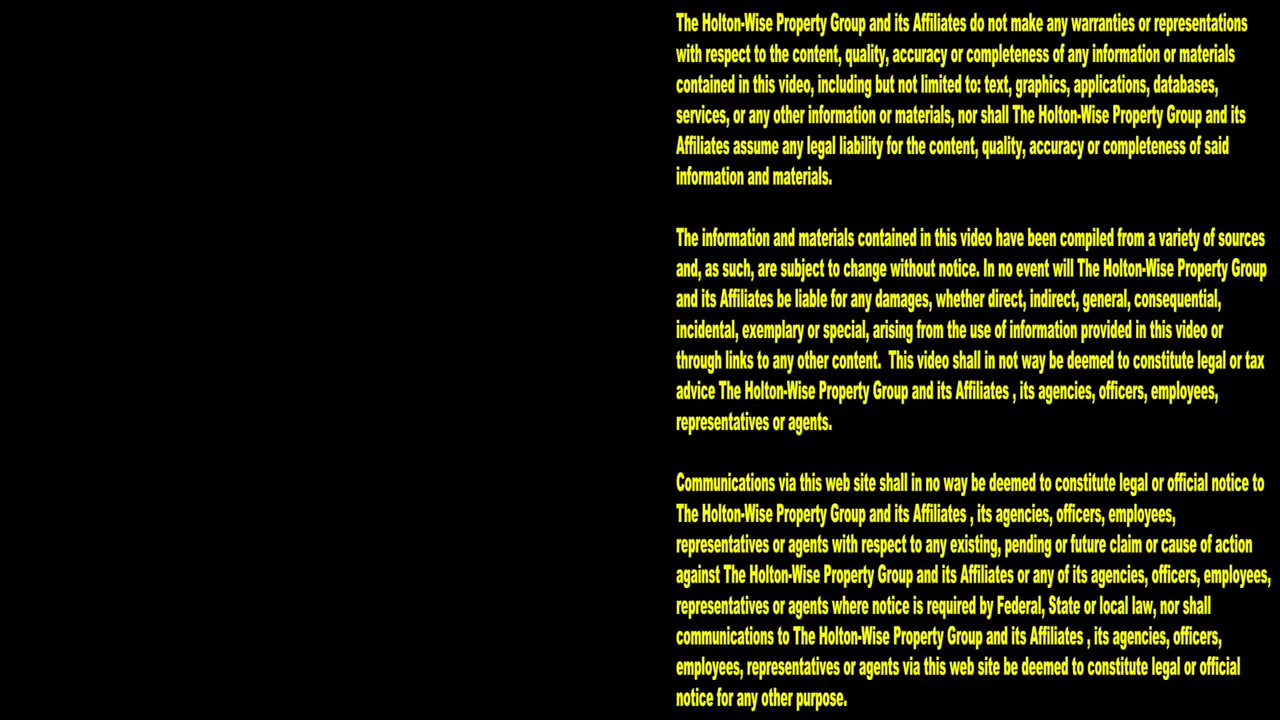 The Holton-Wise Property Group and its Affiliates do not make any warranties or representations
with respect to the content, quality, accuracy or completeness of any information or materials
contained in this video, including but not limited to: text, graphics, applications, databases,
services, or any other information or materials, nor shall The Holton-Wise Property Group and its
Affiliates assume any legal liability for the content, quality, accuracy or completeness of said
information and materials.
The information and materials contained in this video have been compiled from a variety of sources
and, as such, are subject to change without notice. In no event will The Holton-Wise Property Group
and its Affiliates be liable for any damages, whether direct, indirect, general, consequential,
incidental, exemplary or special, arising from the use of information provided in this video or
through links to any other content.  This video shall in not way be deemed to constitute legal or tax
advice The Holton-Wise Property Group and its Affiliates , its agencies, officers, employees,
representatives or agents.
Communications via this web site shall in no way be deemed to constitute legal or official notice to
The Holton-Wise Property Group and its Affiliates , its agencies, officers, employees,
representatives or agents with respect to any existing, pending or future claim or cause of action
against The Holton-Wise Property Group and its Affiliates or any of its agencies, officers, employees,
representatives or agents where notice is required by Federal, State or local law, nor shall
communications to The Holton-Wise Property Group and its Affiliates , its agencies, officers,
employees, representatives or agents via this web site be deemed to constitute legal or official
notice for any other purpose.